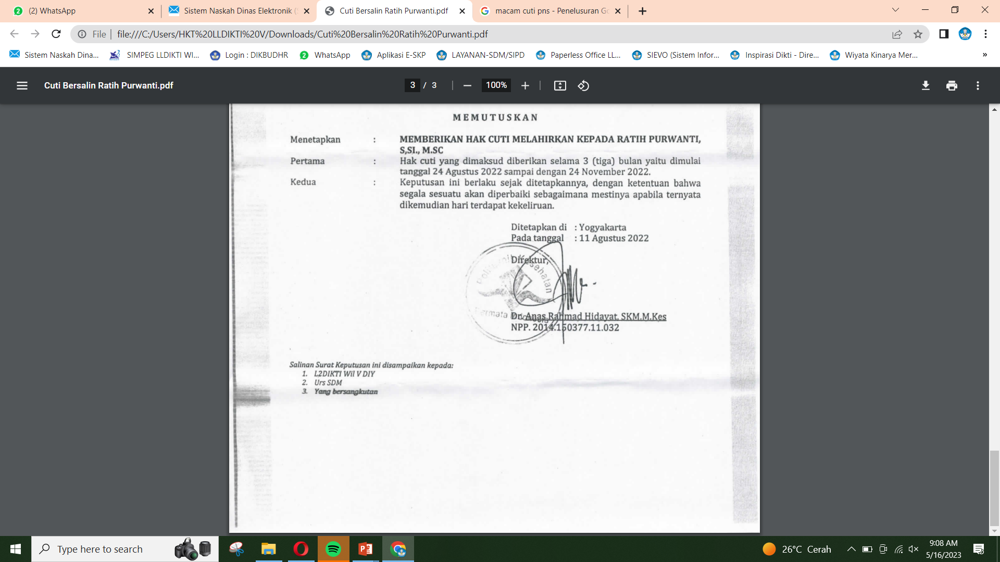 (2) WhatsApp
Sistem Naskah Dinas Elektronik (
Cuti Bersalin Ratih Purwanti.pdf
macam cuti pns - Penelusuran Go
File
file:///C:/Users/HKT%20LLDIKTI%20V/Downloads/Cuti%20Bersalin%20Ratih%20Purwanti.pdf
Sistem Naskah Dina...
SIMPEG LLDIKTI WI...
Login : DIKBUDHR
WhatsApp
Aplikasi E-SKP
LAYANAN-SDM/SIPD
Paperless Office LL...
SIEVO (Sistem Infor...
Inspirasi Dikti - Dire...
Wiyata Kinarya Mer...
»
Cuti Bersalin Ratih Purwanti.pdf
3 / 3
100%
MEMUTUSKAN
Menetapkan : MEMBERIKAN HAK CUTI MELAHIRKAN KEPADA RATIH PURWANTI,
S,SI., M.SC
Pertama : Hak cuti yang dimaksud diberikan selama 3 (tiga) bulan yaitu dimulai
tanggal 24 Agustus 2022 sampai dengan 24 November 2022.
Kedua : Keputusan ini berlaku sejak ditetapkannya, dengan ketentuan bahwa
segala sesuatu akan diperbaiki sebagaimana mestinya apabila ternyata
dikemudian hari terdapat kekeliruan.
Ditetapkan di : Yogyakarta
Pada tanggal : 11 Agustus 2022
Direktur,
Dr. Anas Rahmad Hidayat, SKM.M.Kes
NPP. 2014.150377.11.032
Salinan Surat Keputusan ini disampaikan kepada:
1. L2DIKTI Wil V DIY
2. Urs SDM
3. Yang bersangkutan
Type here to search
26°C Cerah
9:08 AM
5/16/2023